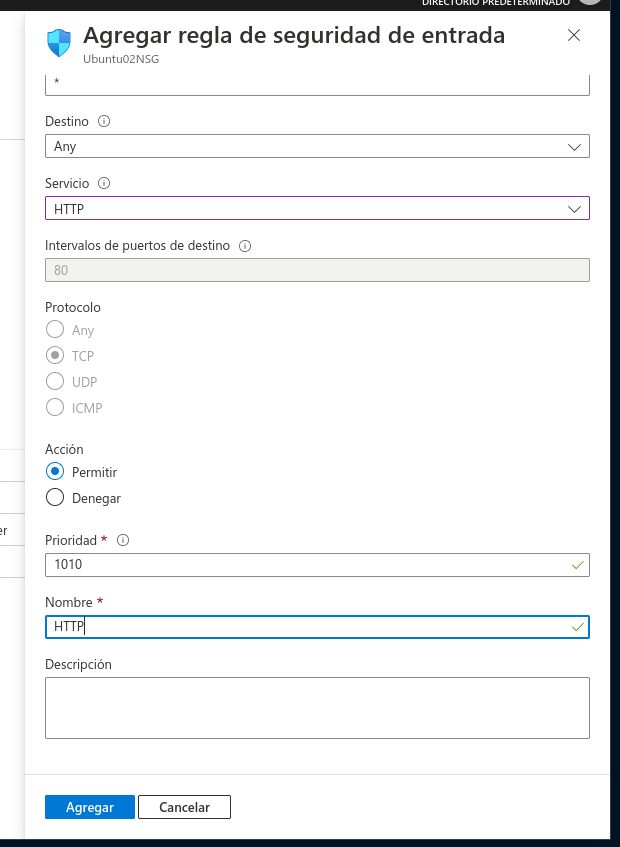 DIRECTORIO PREDETERMINADO
Agregar regla de seguridad de entrada
Ubuntu02NSG
*
Destino
Any
Servicio
HTTP
Intervalos de puertos de destino
80
Protocolo
Any
TCP
UDP
ICMP
Acción
Permitir
Denegar
er
Prioridad *
1010
Nombre *
HTTP
Descripción
Agregar Cancelar